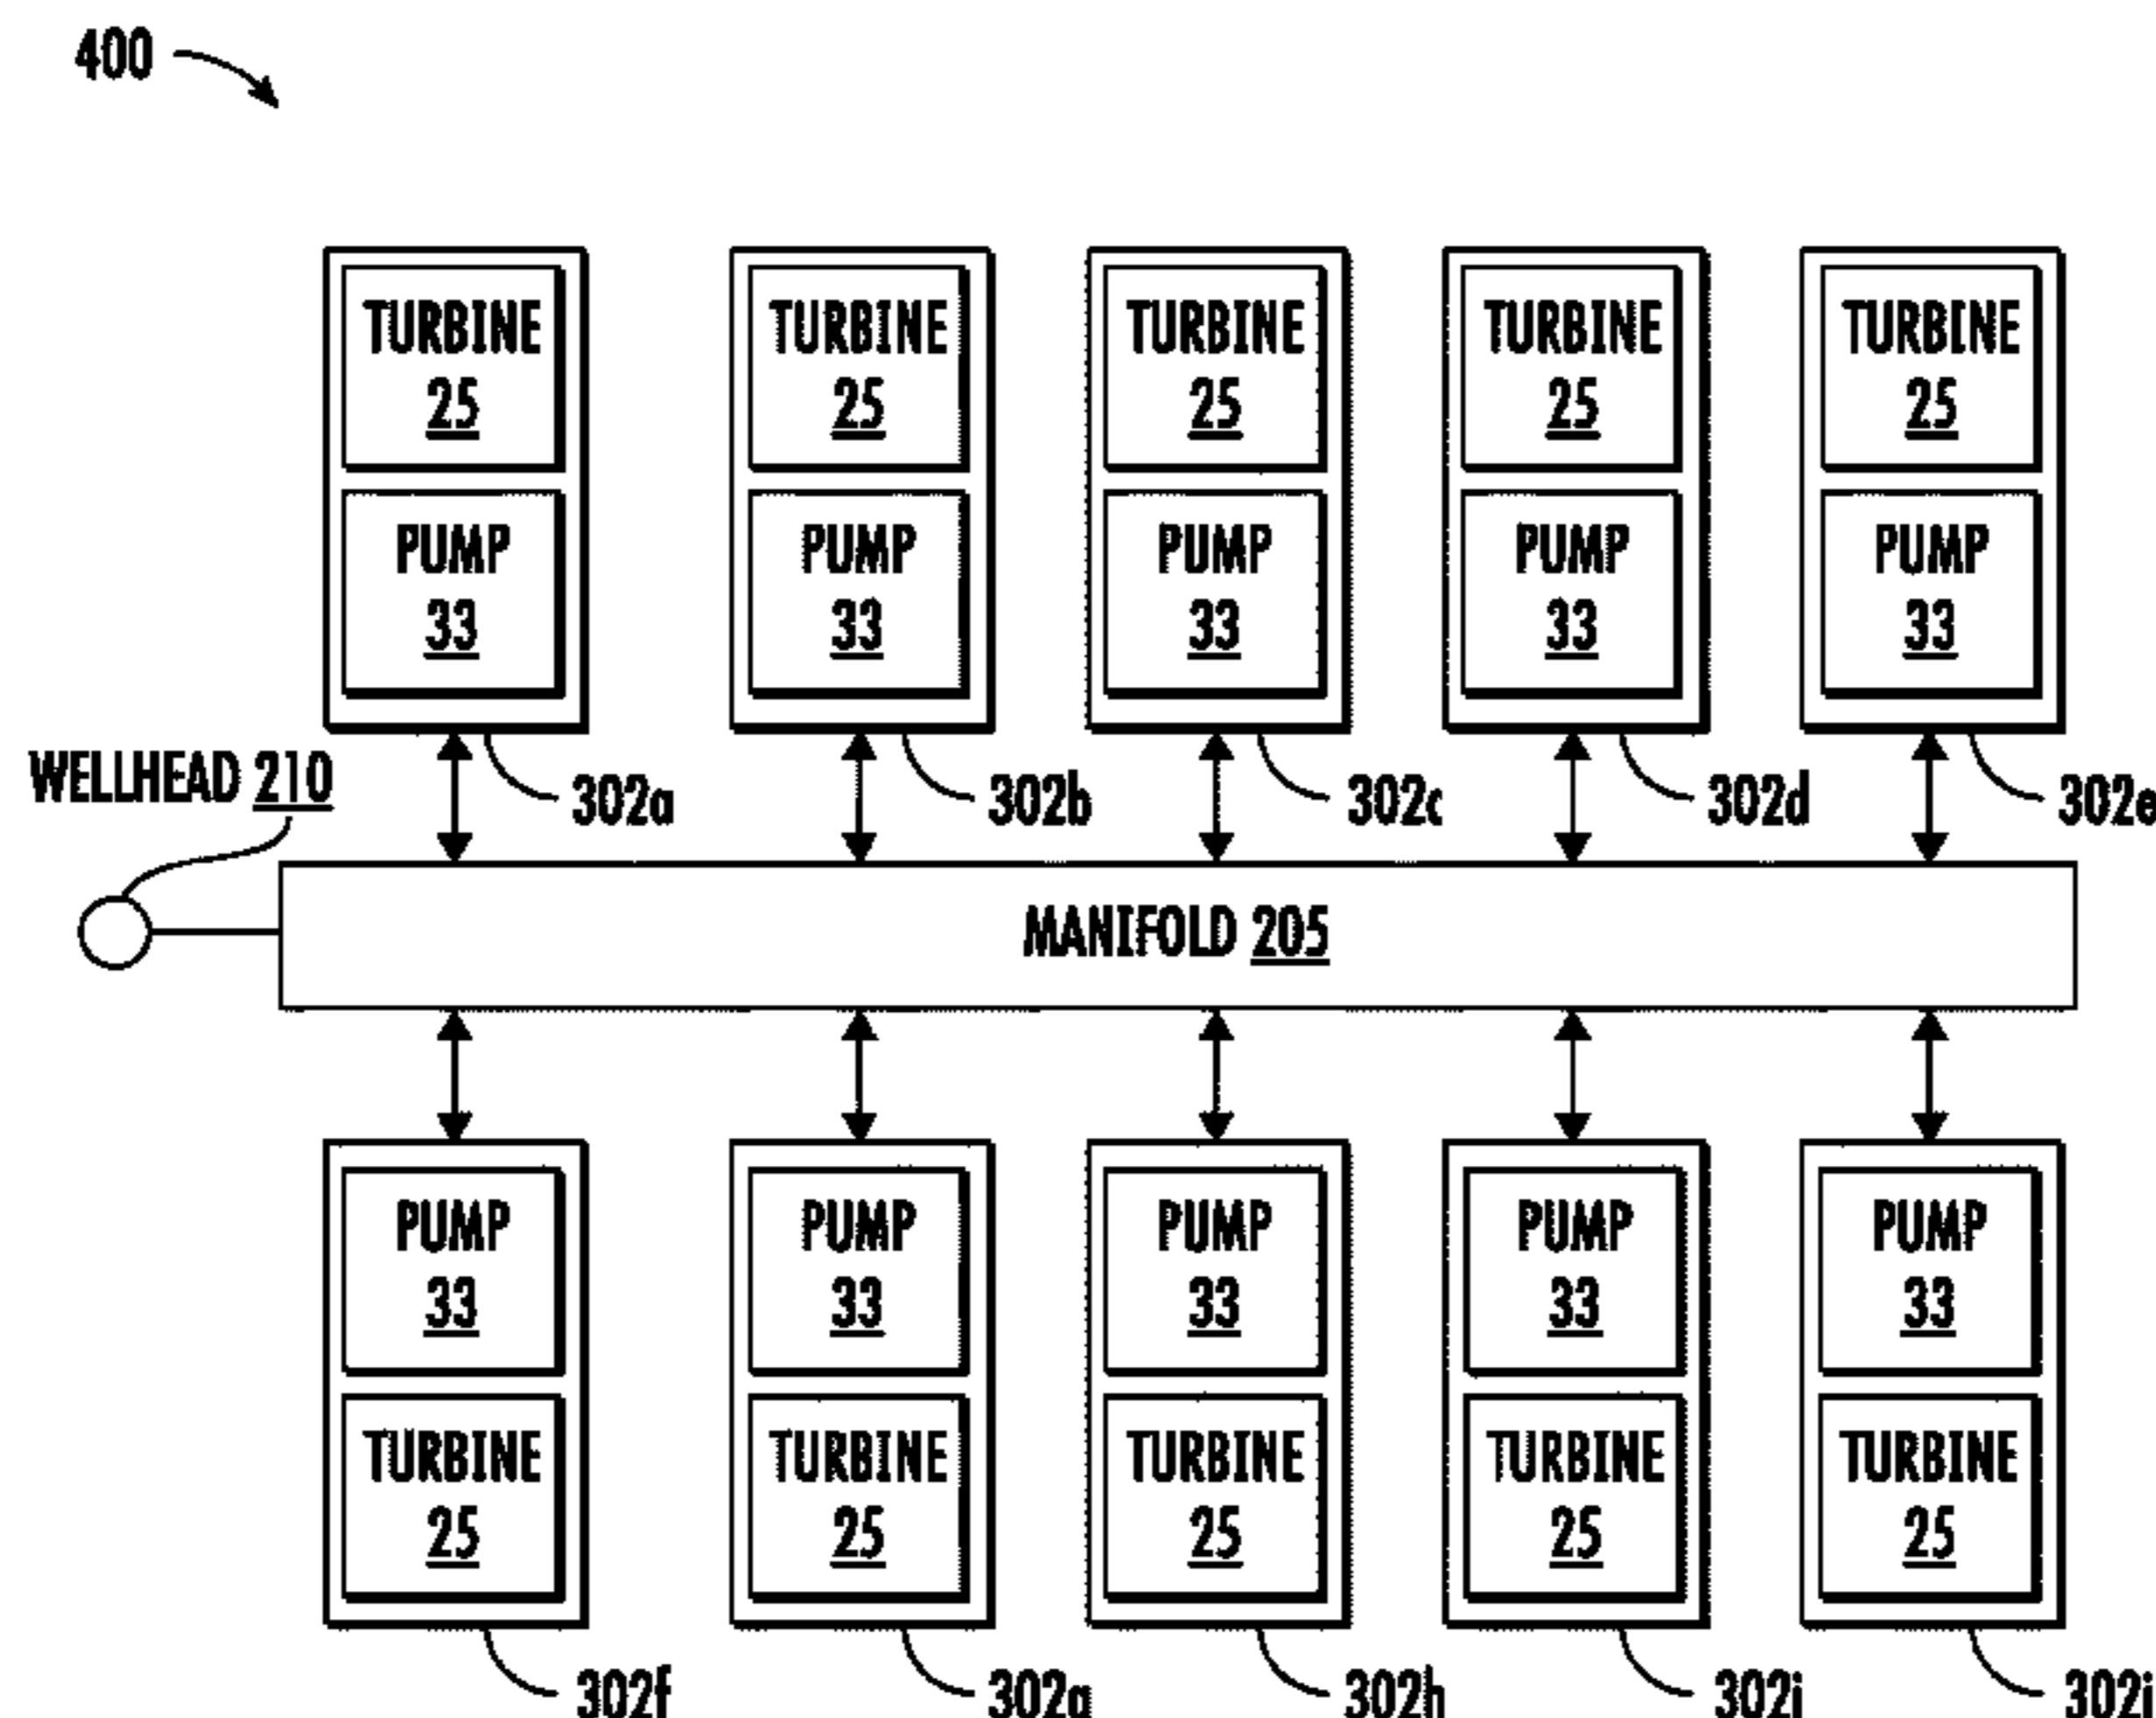 400
TURBINE TURBINE TURBINE TURBINE TURBINE
25 25 25 25 25
PUMP PUMP PUMP PUMP PUMP
33 33 33 33 33
WELLHEAD 210
302a 302b 302c 302d 302e
MANIFOLD 205
PUMP PUMP PUMP PUMP PUMP
33 33 33 33 33
TURBINE TURBINE TURBINE TURBINE TURBINE
25 25 25 25 25
302f 302h